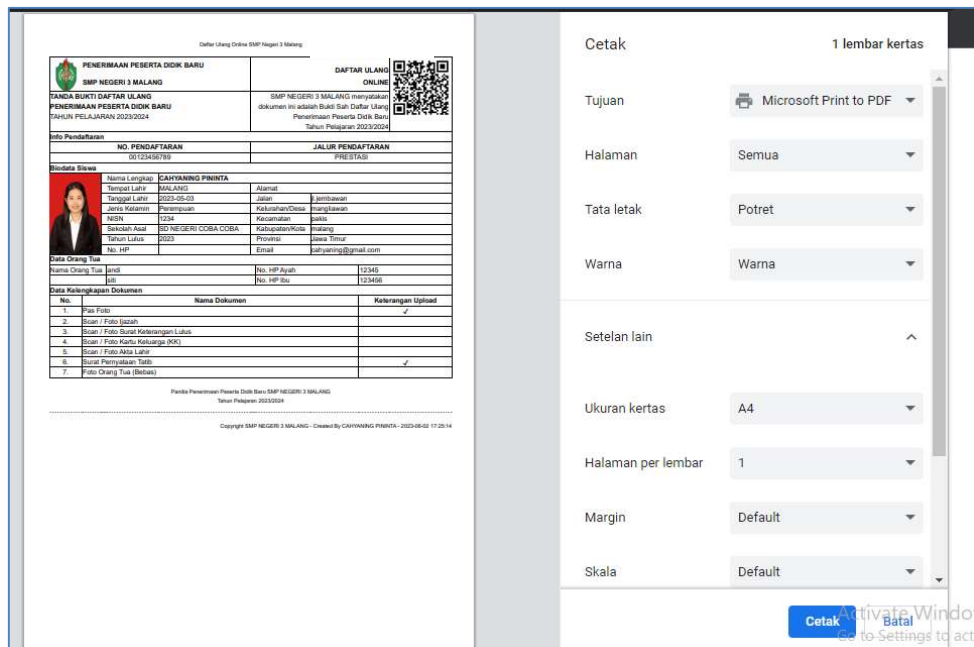 Daftar Ulang Online SMP Negeri 3 Malang
PENERIMAAN PESERTA DIDIK BARU
SMP NEGERI 3 MALANG
DAFTAR ULANG
ONLINE
TANDA BUKTI DAFTAR ULANG
PENERIMAAN PESERTA DIDIK BARU
TAHUN PELAJARAN 2023/2024
SMP NEGERI 3 MALANG menyatakan
dokumen ini adalah Bukti Sah Daftar Ulang
Penerimaan Peserta Didik Baru
Tahun Pelajaran 2023/2024
Info Pendaftaran
NO. PENDAFTARAN JALUR PENDAFTARAN
00123456789 PRESTASI
Biodata Siswa
Nama Lengkap CAHYANING PININTA
Tempat Lahir MALANG Alamat
Tanggal Lahir 2023-05-03 Jalan jl.jembawan
Jenis Kelamin Perempuan Kelurahan/Desa mangliawan
NISN 1234 Kecamatan pakis
Sekolah Asal SD NEGERI COBA COBA Kabupaten/Kota malang
Tahun Lulus 2023 Provinsi Jawa Timur
No. HP Email cahyaning@gmail.com
Data Orang Tua
Nama Orang Tua andi No. HP Ayah 12345
siti No. HP Ibu 123456
Data Kelengkapan Dokumen
No. Nama Dokumen Keterangan Upload
1. Pas Foto ✓
2. Scan / Foto Ijazah
3. Scan / Foto Surat Keterangan Lulus
4. Scan / Foto Kartu Keluarga (KK)
5. Scan / Foto Akta Lahir
6. Surat Pernyataan Tatib ✓
7. Foto Orang Tua (Bebas)
Panitia Penerimaan Peserta Didik Baru SMP NEGERI 3 MALANG
Tahun Pelajaran 2023/2024
Copyright SMP NEGERI 3 MALANG - Created By CAHYANING PININTA - 2023-06-02 17:25:14
Cetak 1 lembar kertas
Tujuan Microsoft Print to PDF
Halaman Semua
Tata letak Potret
Warna Warna
Setelan lain
Ukuran kertas A4
Halaman per lembar 1
Margin Default
Skala Default
Cetak Batal
Activate Windo
Go to Settings to act